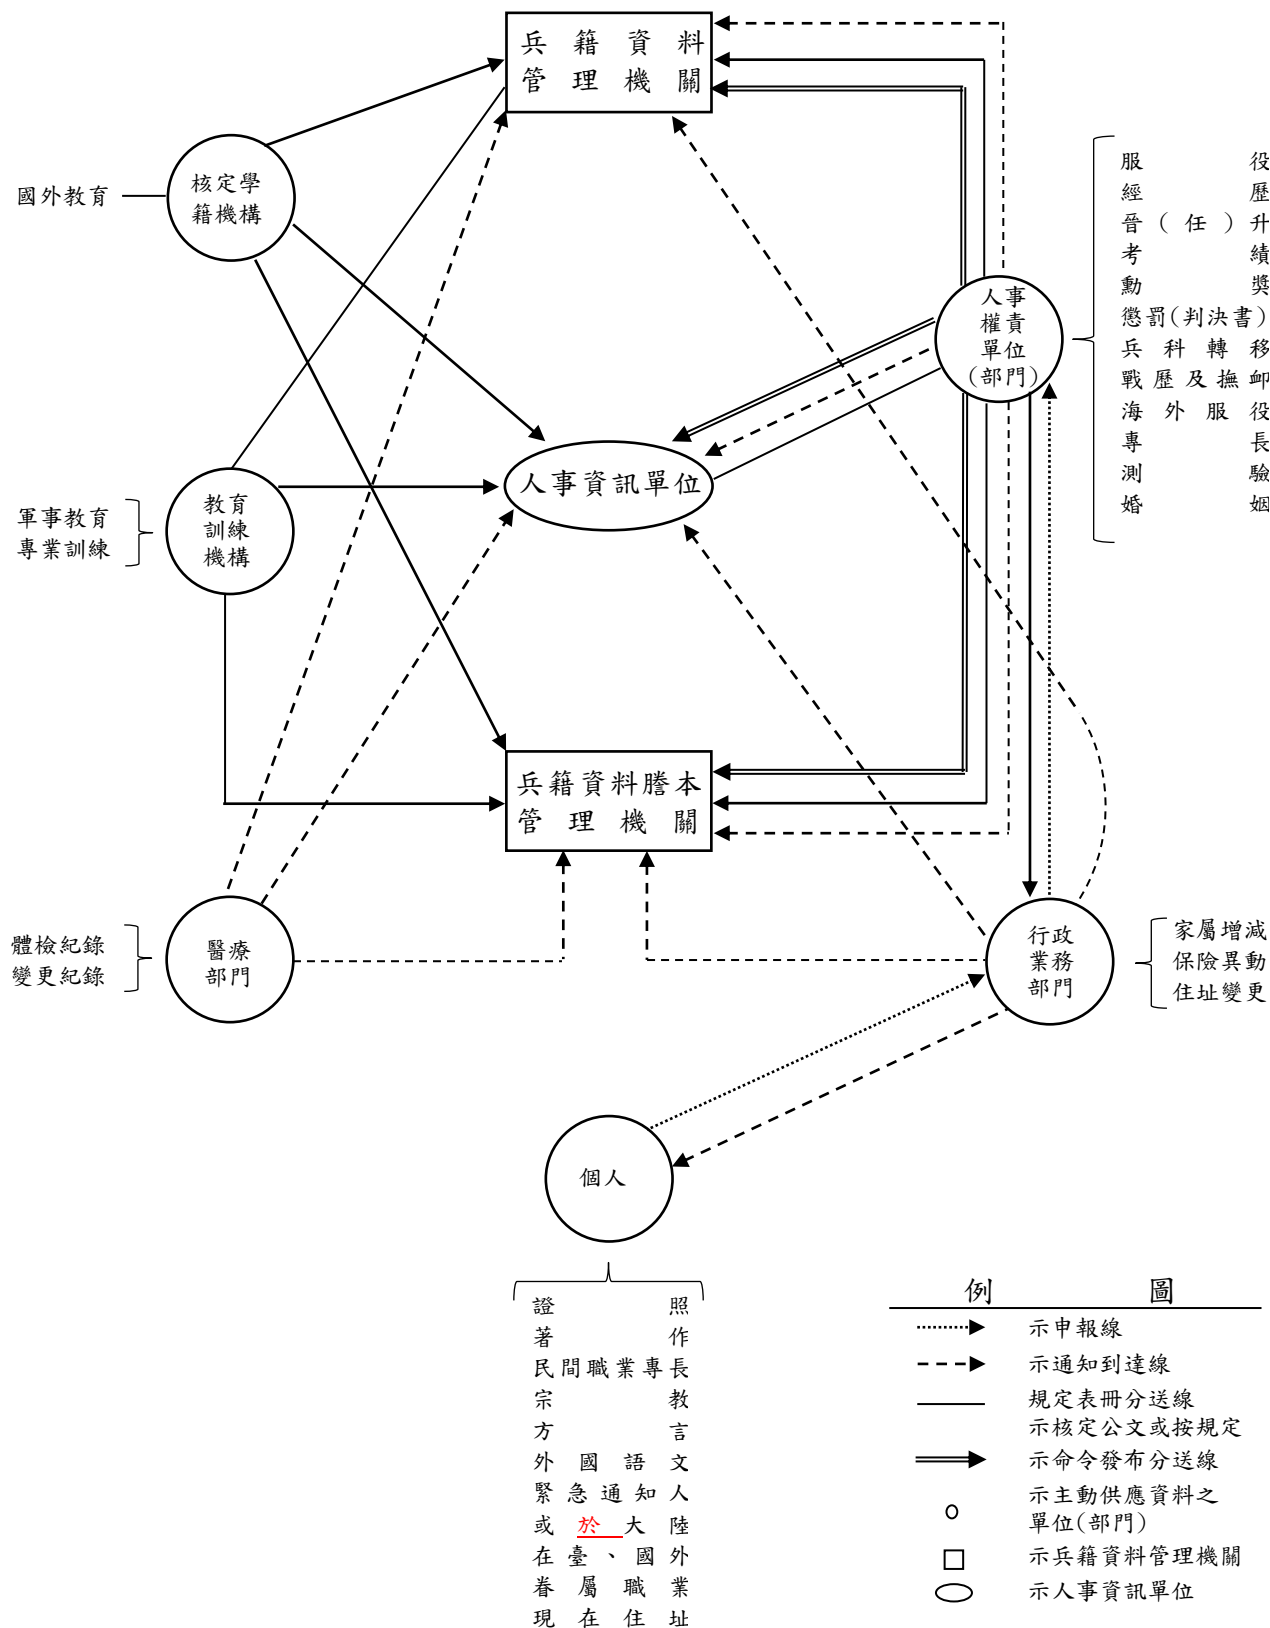 兵籍資料
管理機關
國外教育
核定學
籍機構
人事
權責
單位
(部門)
服役
經歷
晉(任)升
考績
勳獎
懲罰(判決書)
兵科轉移
戰歷及撫卹
海外服役
專長
測驗
婚姻
人事資訊單位
軍事教育
專業訓練
教育
訓練
機構
兵籍資料謄本
管理機關
體檢紀錄
變更紀錄
醫療
部門
行政
業務
部門
家屬增減
保險異動
住址變更
個人
證照
著作
民間職業專長
宗教
方言
外國語文
緊急通知人
或於大陸
在臺、國外
眷屬職業
現在住址
例圖
示申報線
示通知到達線
規定表冊分送線
示核定公文或按規定
示命令發布分送線
示主動供應資料之
單位(部門)
示兵籍資料管理機關
示人事資訊單位